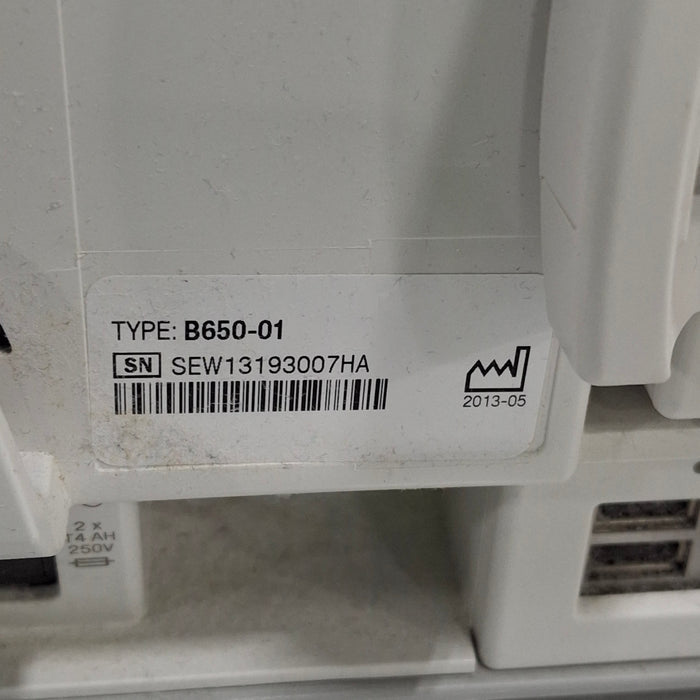 TYPE: B650-01
SN SEW13193007HA
2013-05
2 x
T4 AH
250V